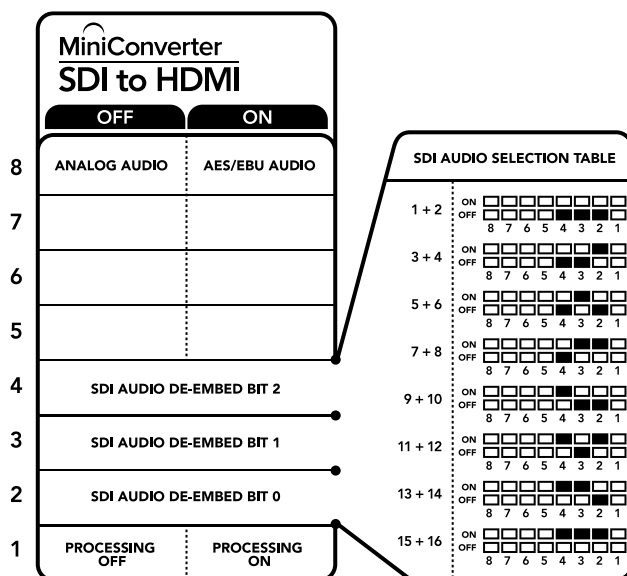 MiniConverter
SDI to HDMI
OFF ON
8 ANALOG AUDIO AES/EBU AUDIO
7
6
5
4 SDI AUDIO DE-EMBED BIT 2
3 SDI AUDIO DE-EMBED BIT 1
2 SDI AUDIO DE-EMBED BIT 0
1 PROCESSING OFF PROCESSING ON
SDI AUDIO SELECTION TABLE
1 + 2 ON
OFF
8 7 6 5 4 3 2 1
3 + 4 ON
OFF
8 7 6 5 4 3 2 1
5 + 6 ON
OFF
8 7 6 5 4 3 2 1
7 + 8 ON
OFF
8 7 6 5 4 3 2 1
9 + 10 ON
OFF
8 7 6 5 4 3 2 1
11 + 12 ON
OFF
8 7 6 5 4 3 2 1
13 + 14 ON
OFF
8 7 6 5 4 3 2 1
15 + 16 ON
OFF
8 7 6 5 4 3 2 1